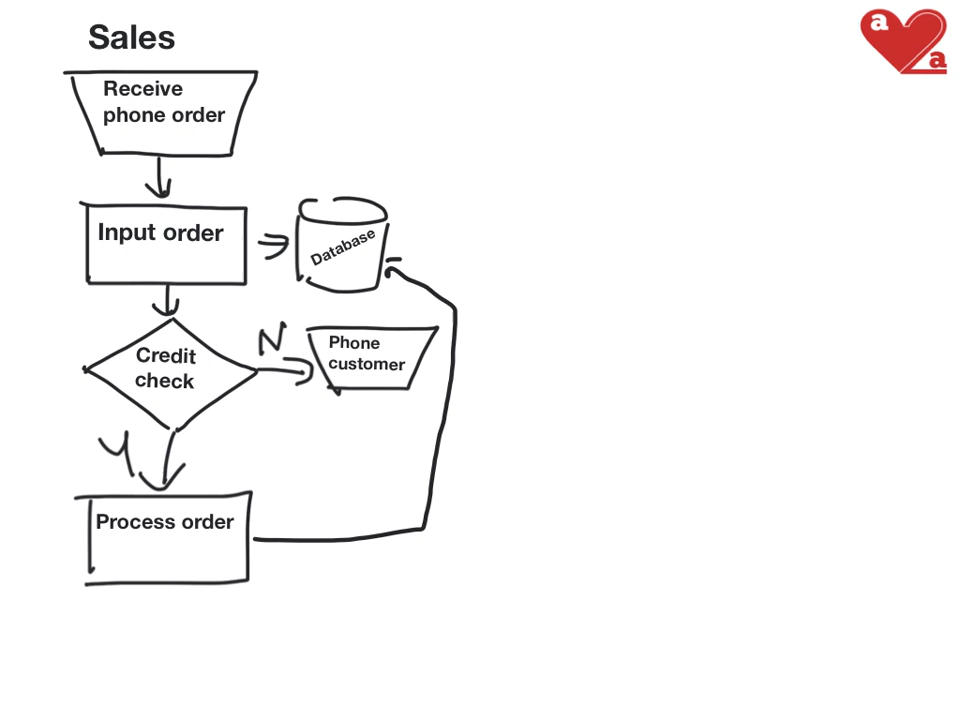 Sales
a
a
Receive
phone order
Input order
Database
Credit
check
N
Phone
customer
Y
Process order